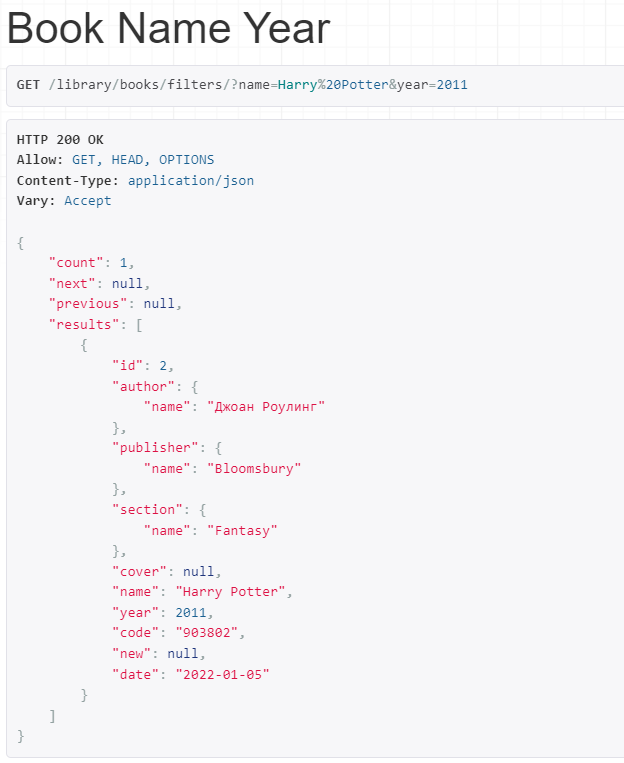 Book Name Year
GET /library/books/filters/?name=Harry%20Potter&year=2011
HTTP 200 OK
Allow: GET, HEAD, OPTIONS
Content-Type: application/json
Vary: Accept
{
    "count": 1,
    "next": null,
    "previous": null,
    "results": [
        {
            "id": 2,
            "author": {
                "name": "Джоан Роулинг"
            },
            "publisher": {
                "name": "Bloomsbury"
            },
            "section": {
                "name": "Fantasy"
            },
            "cover": null,
            "name": "Harry Potter",
            "year": 2011,
            "code": "903802",
            "new": null,
            "date": "2022-01-05"
        }
    ]
}